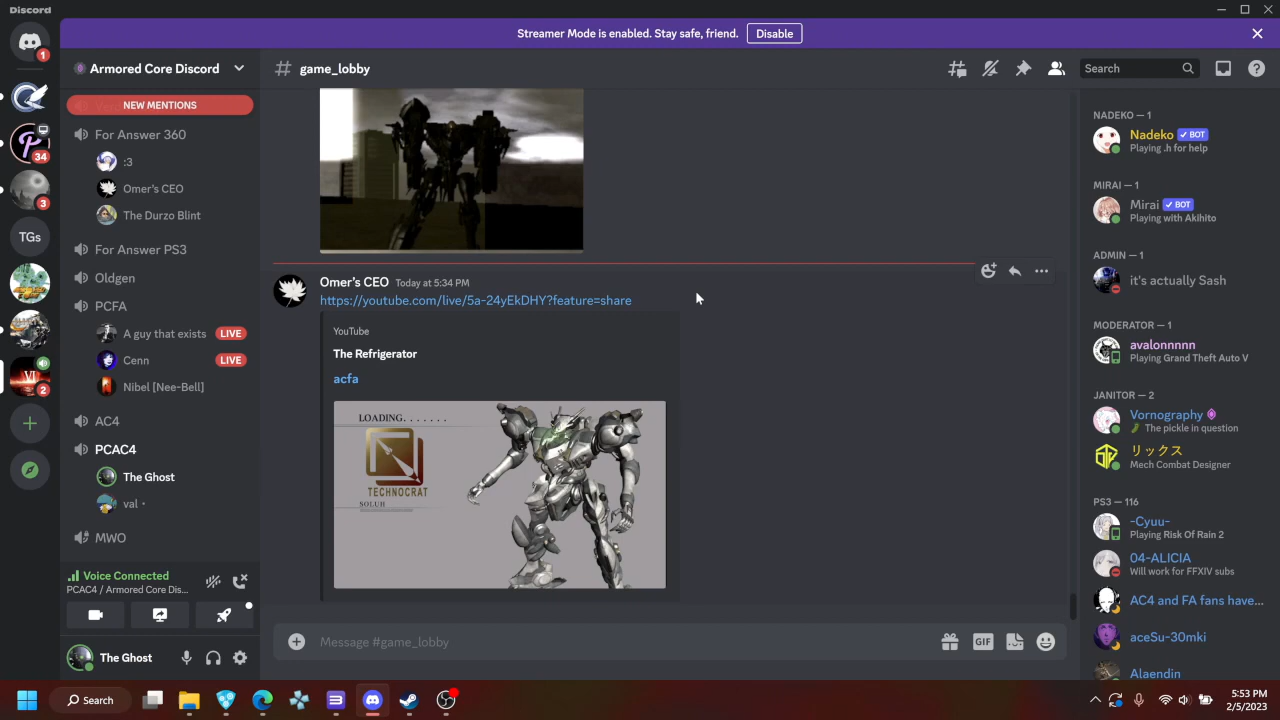 Discord
Streamer Mode is enabled. Stay safe, friend.
Disable
1
34
3
TGs
2
Armored Core Discord
NEW MENTIONS
For Answer 360
:3
Omer's CEO
The Durzo Blint
For Answer PS3
Oldgen
PCFA
A guy that exists LIVE
Cenn LIVE
Nibel [Nee-Bell]
AC4
PCAC4
The Ghost
val •
MWO
Voice Connected
PCAC4 / Armored Core Dis...
The Ghost
game_lobby
Search
Omer's CEO Today at 5:34 PM
https://youtube.com/live/5a-24yEkDHY?feature=share
YouTube
The Refrigerator
acfa
LOADING. . . . . . .
TECHNOCRAT
SOLUH
Message #game_lobby
GIF
NADEKO — 1
Nadeko BOT
Playing .h for help
MIRAI — 1
Mirai BOT
Playing with Akihito
ADMIN — 1
it's actually Sash
MODERATOR — 1
avalonnnnn
Playing Grand Theft Auto V
JANITOR — 2
Vornography
The pickle in question
リックス
Mech Combat Designer
PS3 — 116
-Cyuu-
Playing Risk Of Rain 2
04-ALICIA
Will work for FFXIV subs
AC4 and FA fans have...
aceSu-30mki
Alaendin
Search
5:53 PM
2/5/2023